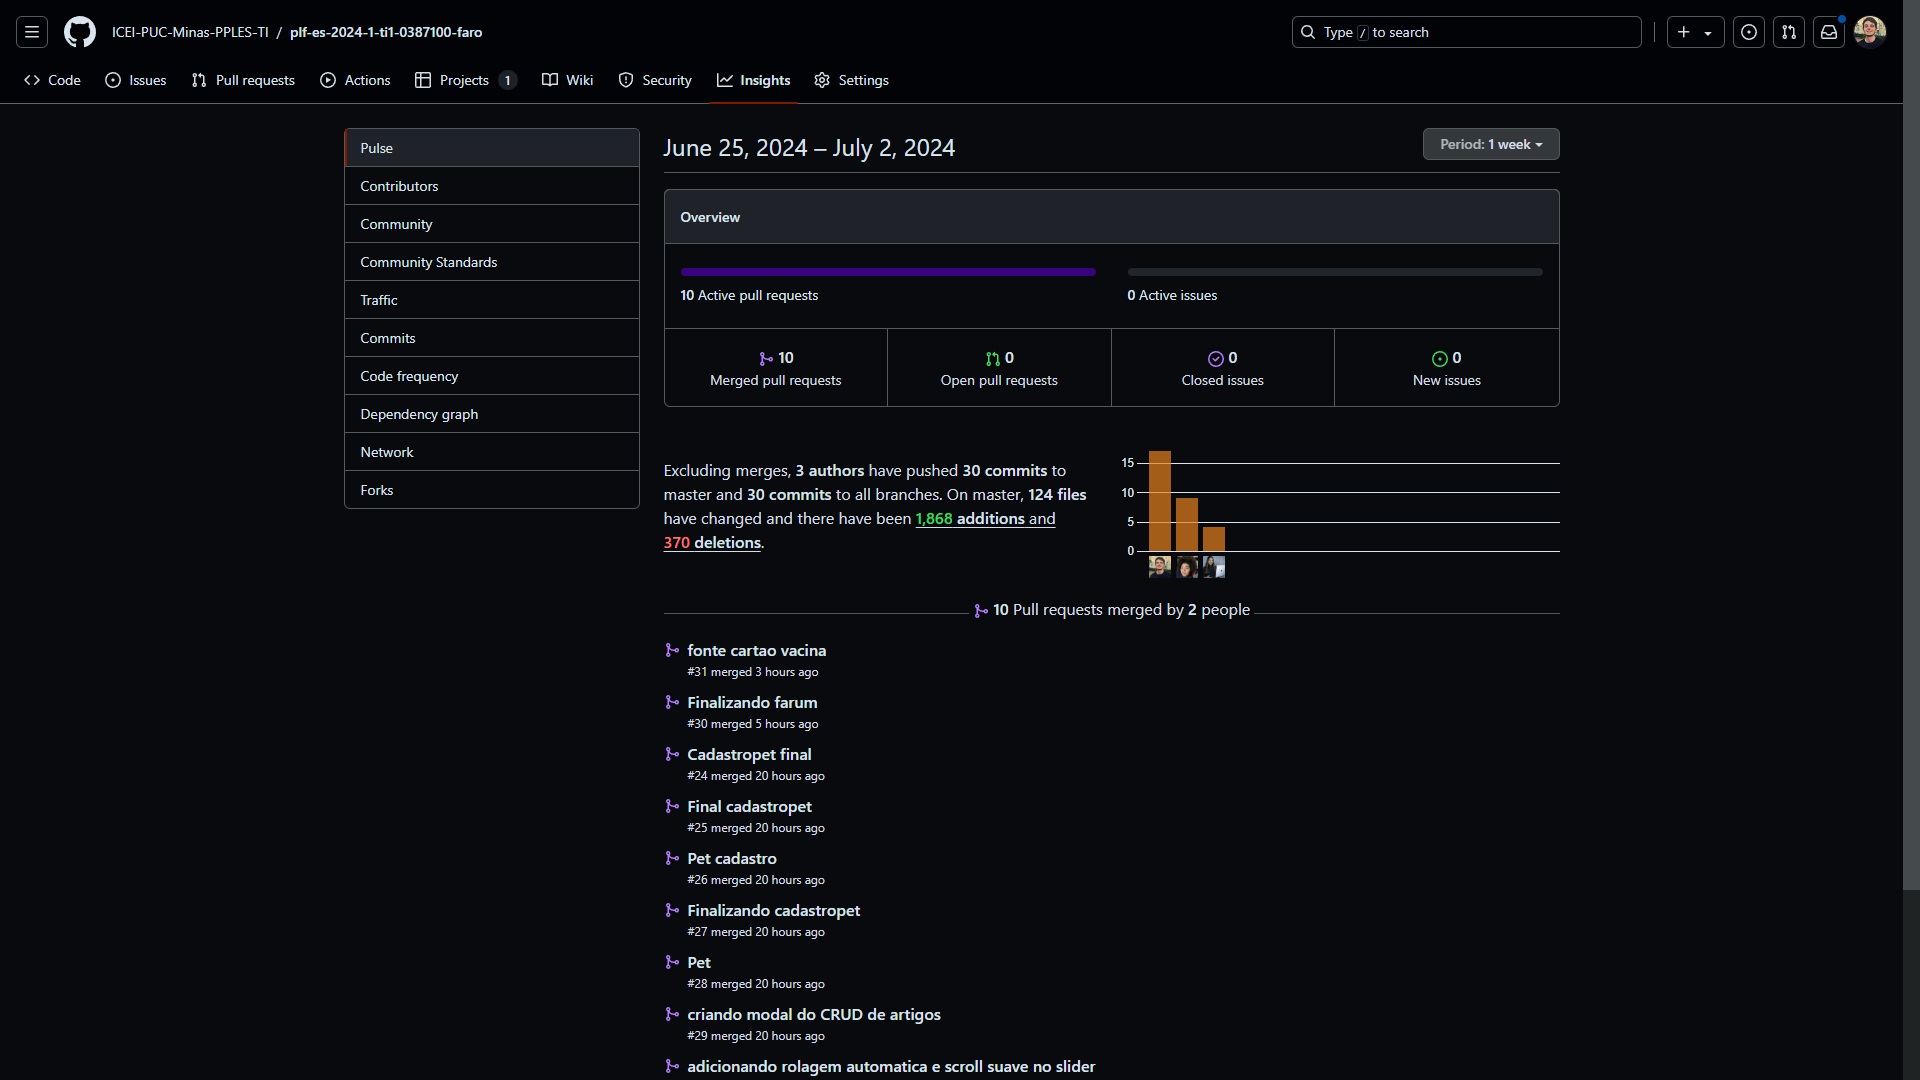 ICEI-PUC-Minas-PPLES-TI / plf-es-2024-1-ti1-0387100-faro
Type / to search
Code Issues Pull requests Actions Projects 1 Wiki Security Insights Settings
Pulse
Contributors
Community
Community Standards
Traffic
Commits
Code frequency
Dependency graph
Network
Forks
June 25, 2024 – July 2, 2024
Period: 1 week
Overview
10 Active pull requests
0 Active issues
10
Merged pull requests
0
Open pull requests
0
Closed issues
0
New issues
Excluding merges, 3 authors have pushed 30 commits to
master and 30 commits to all branches. On master, 124 files
have changed and there have been 1,868 additions and
370 deletions.
15
10
5
0
10 Pull requests merged by 2 people
fonte cartao vacina
#31 merged 3 hours ago
Finalizando farum
#30 merged 5 hours ago
Cadastropet final
#24 merged 20 hours ago
Final cadastropet
#25 merged 20 hours ago
Pet cadastro
#26 merged 20 hours ago
Finalizando cadastropet
#27 merged 20 hours ago
Pet
#28 merged 20 hours ago
criando modal do CRUD de artigos
#29 merged 20 hours ago
adicionando rolagem automatica e scroll suave no slider